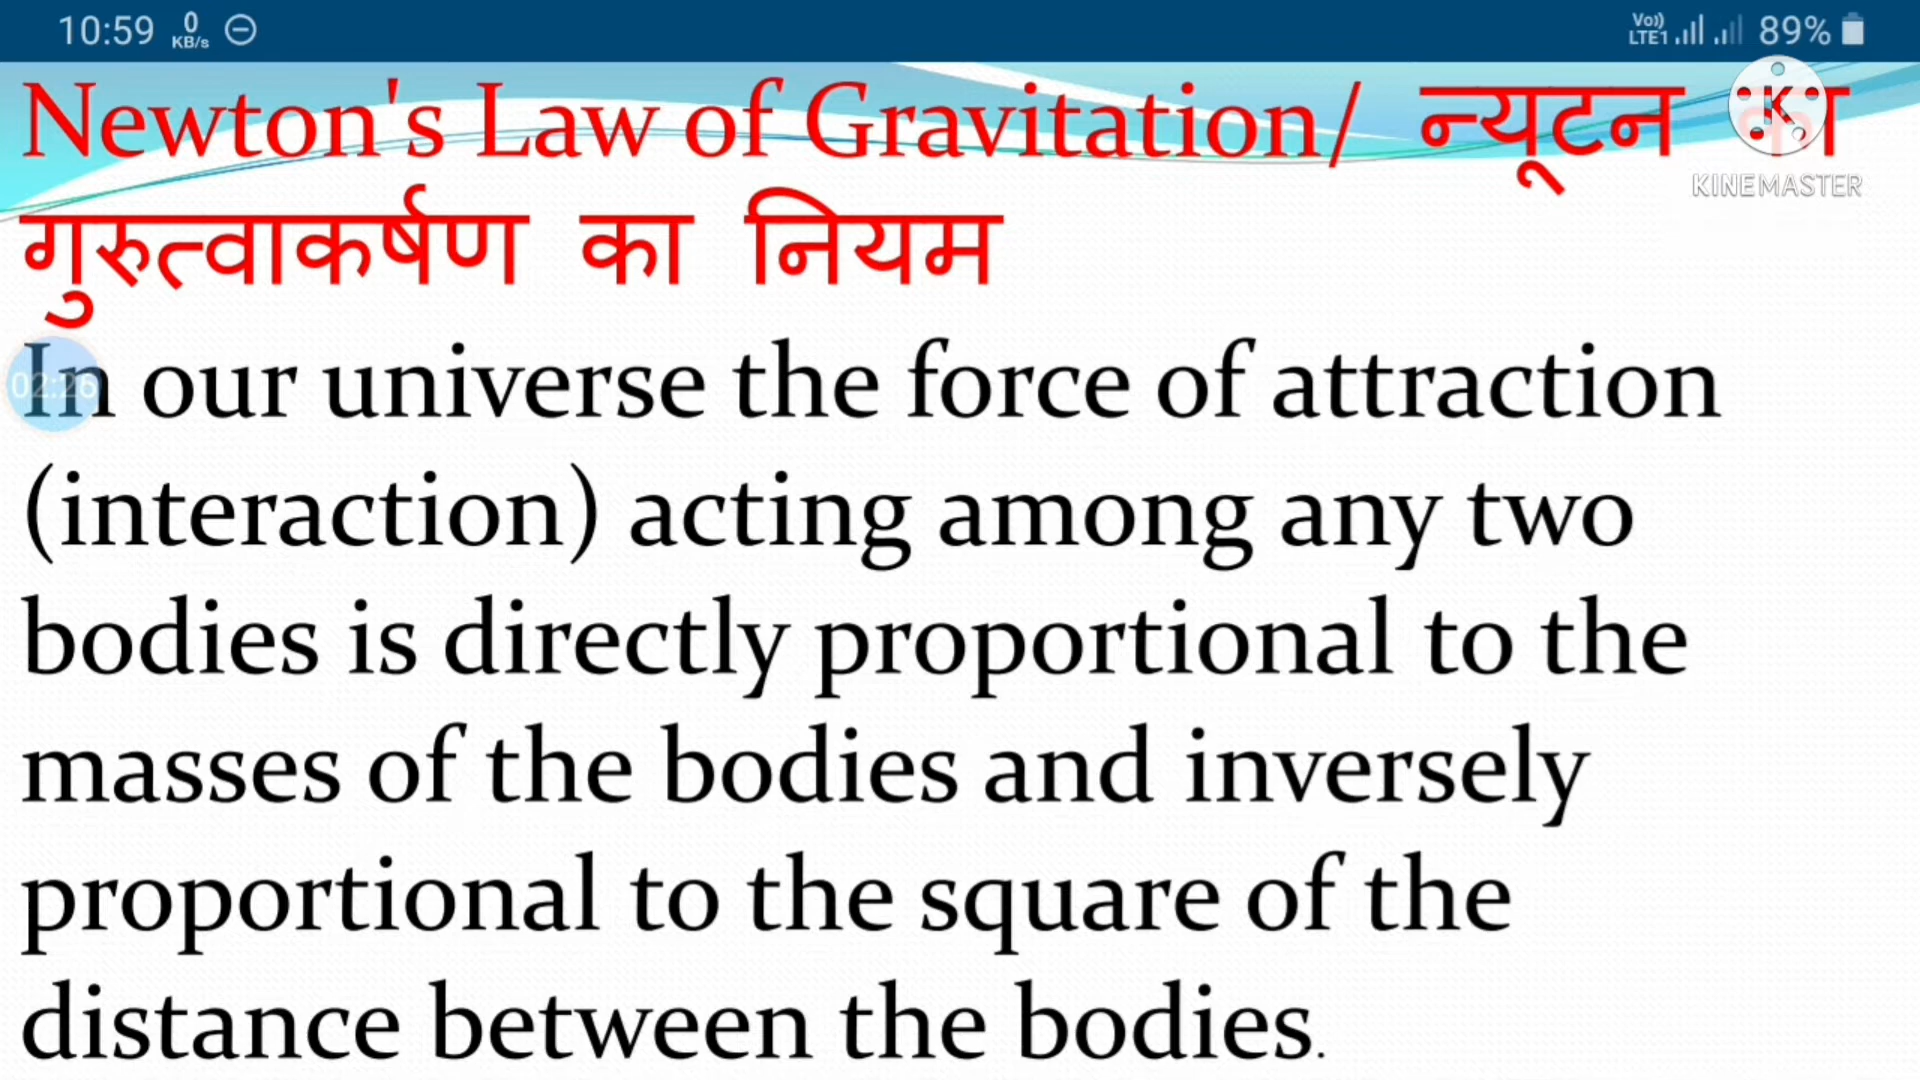 10:59 0 KB/s Vo)) LTE1 89%
Newton's Law of Gravitation/ न्यूटन का
K
KINEMASTER
गुरुत्वाकर्षण का नियम
In our universe the force of attraction
02:26
(interaction) acting among any two
bodies is directly proportional to the
masses of the bodies and inversely
proportional to the square of the
distance between the bodies.